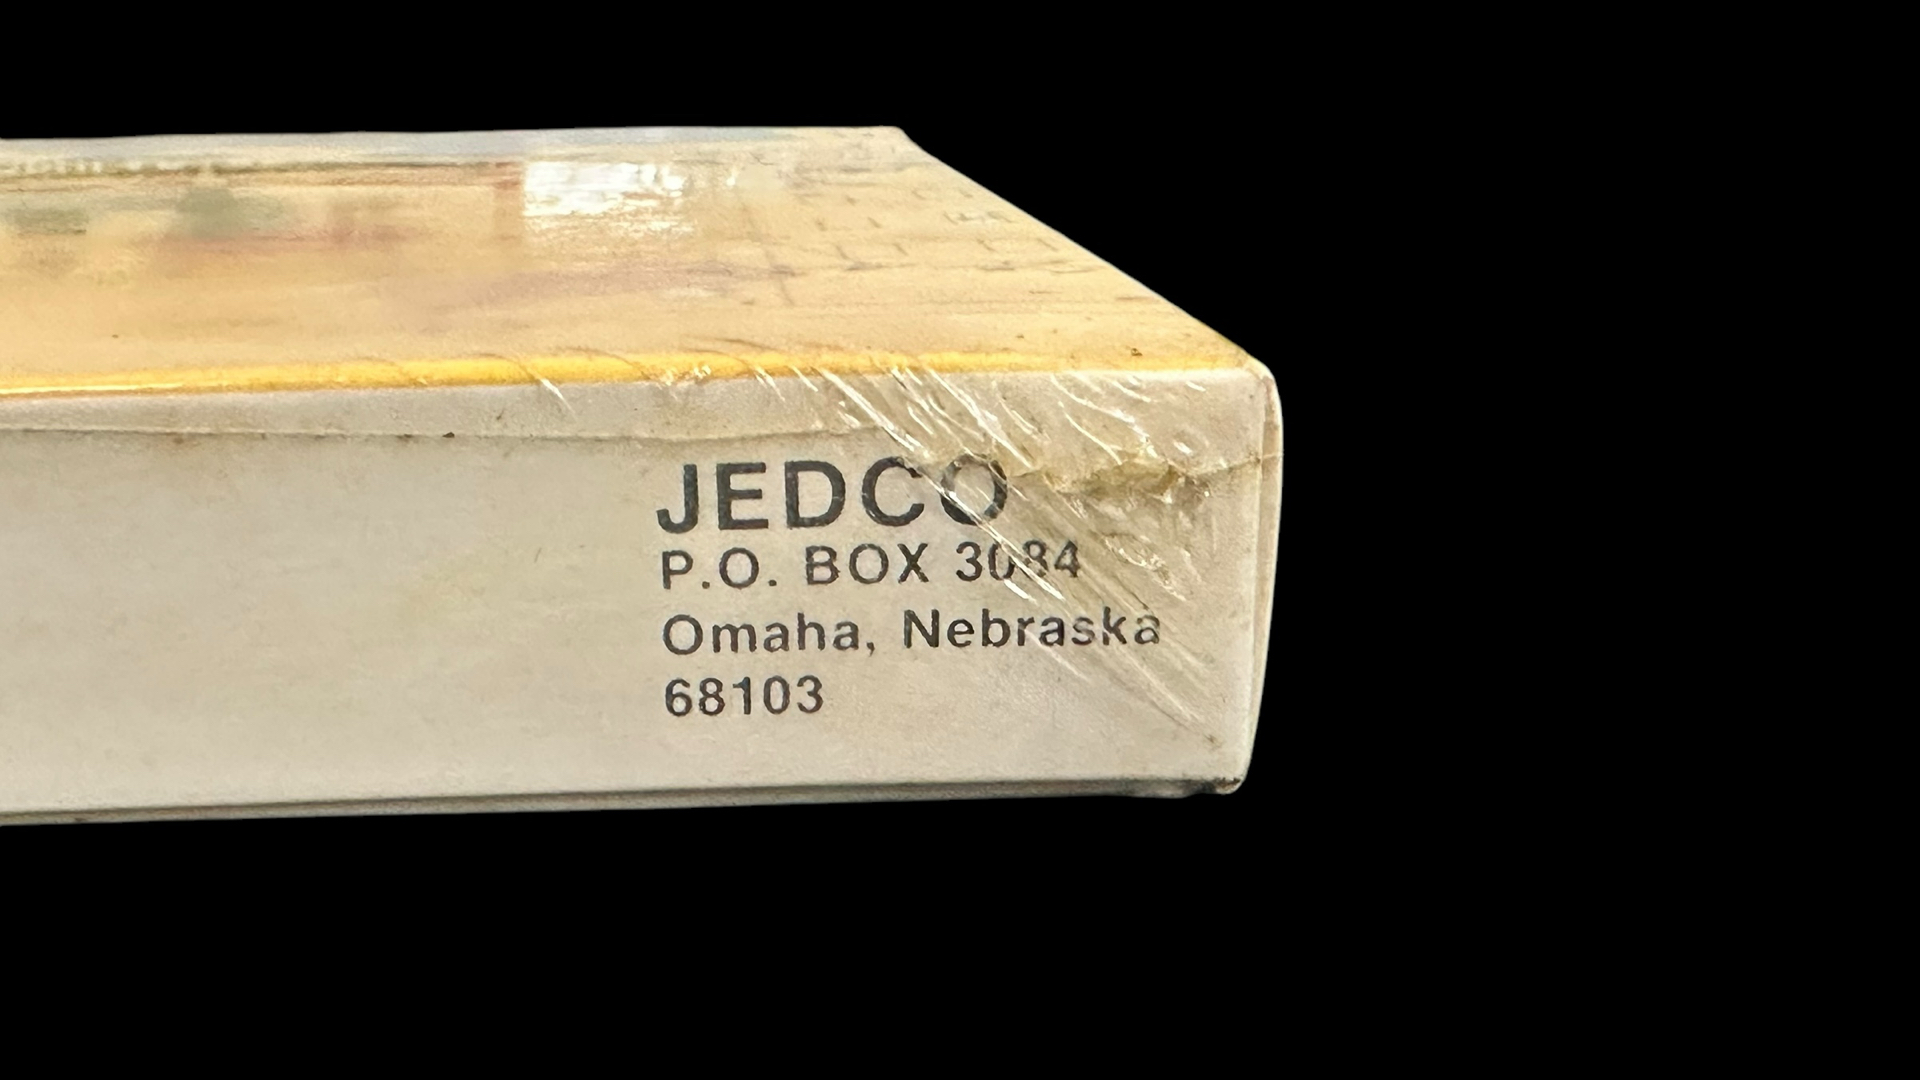 JEDCO
P.O. BOX 3084
Omaha, Nebraska
68103